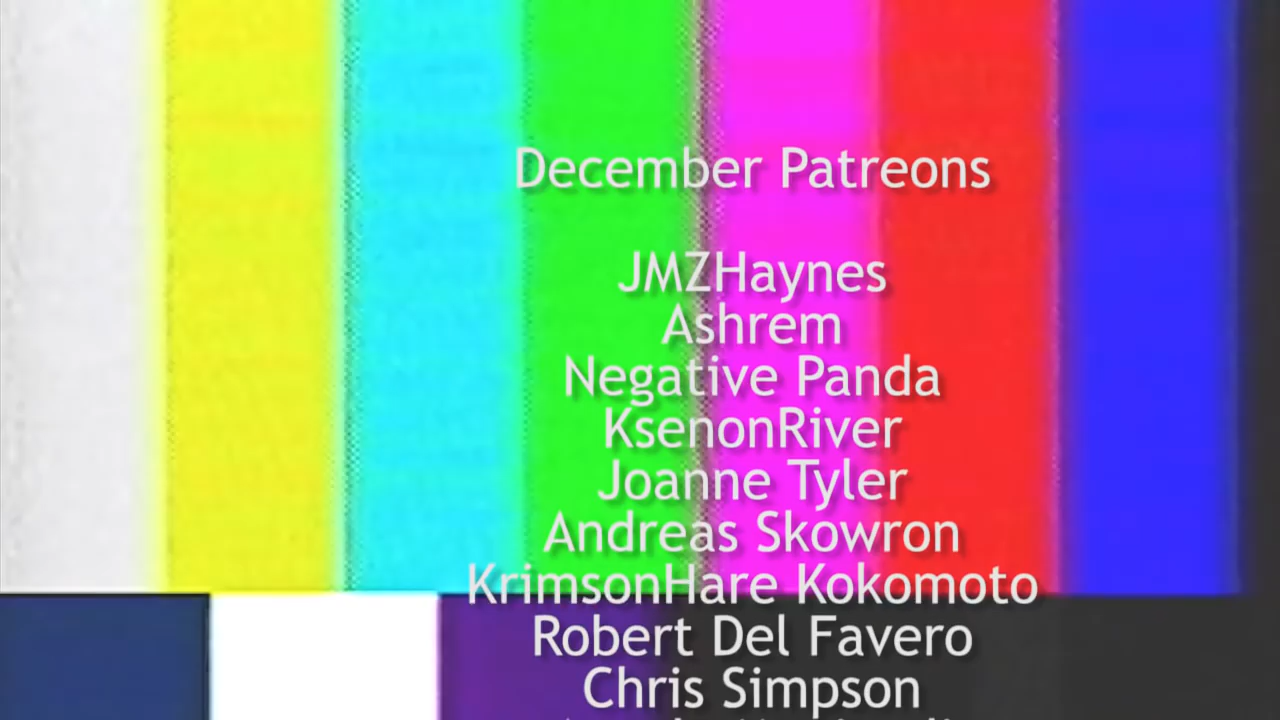 December Patreons
JMZHaynes
Ashrem
Negative Panda
KsenonRiver
Joanne Tyler
Andreas Skowron
KrimsonHare Kokomoto
Robert Del Favero
Chris Simpson